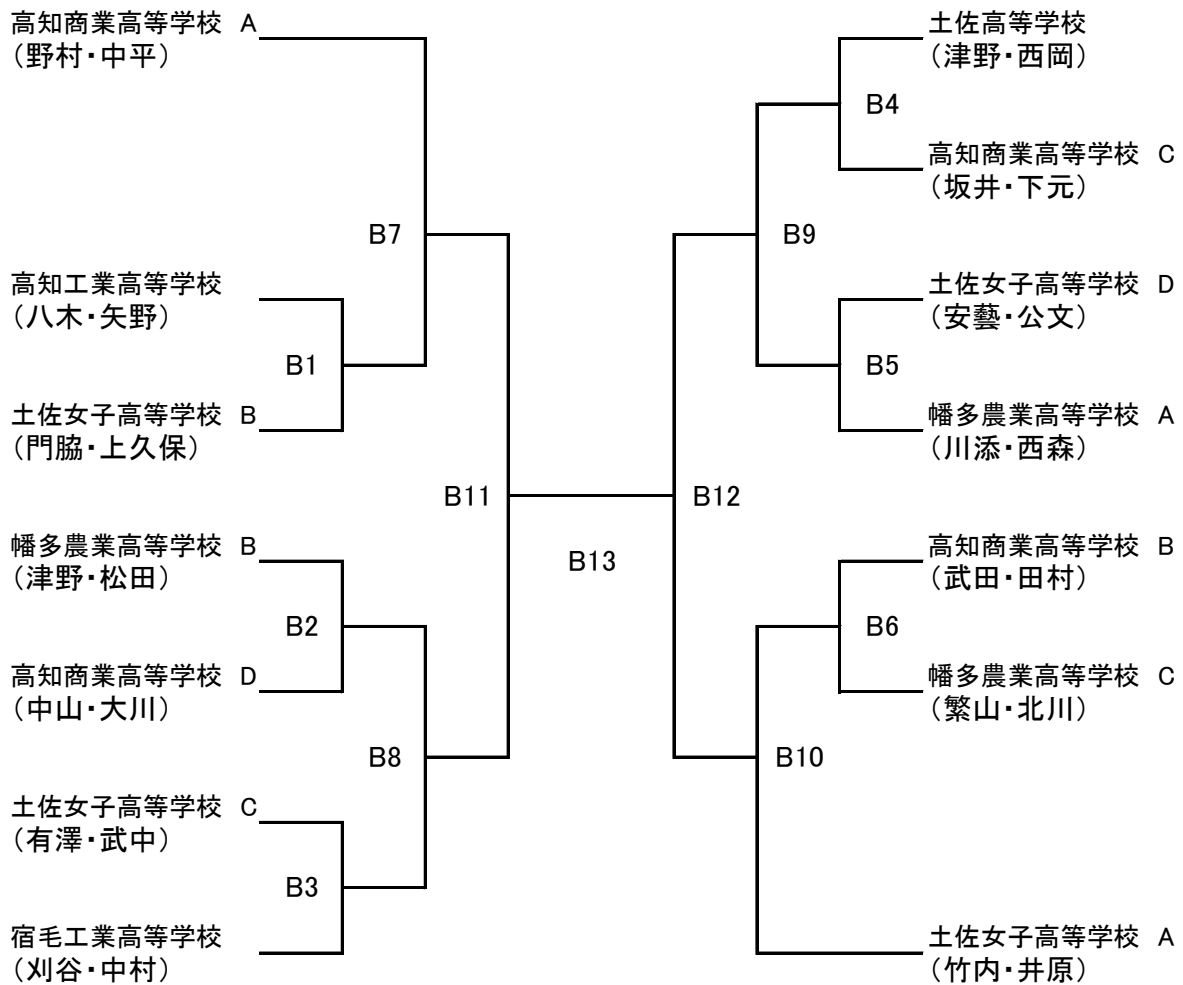 高知商業高等学校 A
（野村・中平）
B7
高知工業高等学校
（八木・矢野）
B1
土佐女子高等学校 B
（門脇・上久保）
B11
幡多農業高等学校 B
（津野・松田）
B2
高知商業高等学校 D
（中山・大川）
B8
土佐女子高等学校 C
（有澤・武中）
B3
宿毛工業高等学校
（刈谷・中村）
B13
土佐高等学校
（津野・西岡）
B4
高知商業高等学校 C
（坂井・下元）
B9
土佐女子高等学校 D
（安藝・公文）
B5
幡多農業高等学校 A
（川添・西森）
B12
高知商業高等学校 B
（武田・田村）
B6
幡多農業高等学校 C
（繁山・北川）
B10
土佐女子高等学校 A
（竹内・井原）